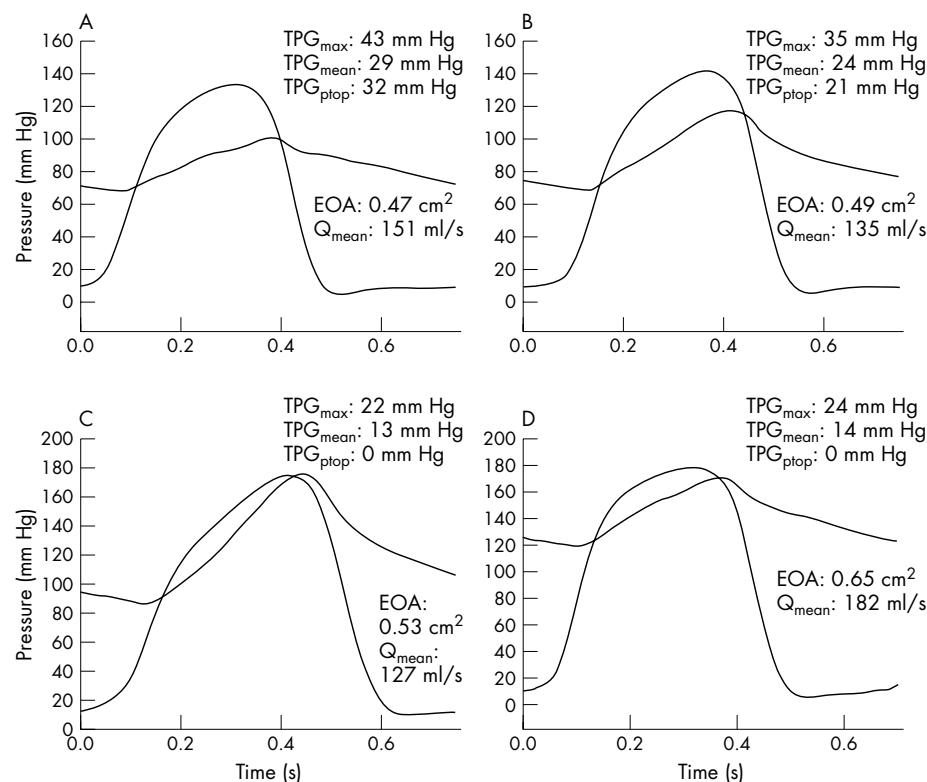 A
TPGmax: 43 mm Hg
TPGmean: 29 mm Hg
TPGptop: 32 mm Hg
160
140
120
100
80
60
40
20
0
Pressure (mm Hg)
EOA: 0.47 cm²
Qmean: 151 ml/s
0.0 0.2 0.4 0.6
B
TPGmax: 35 mm Hg
TPGmean: 24 mm Hg
TPGptop: 21 mm Hg
160
140
120
100
80
60
40
20
0
EOA: 0.49 cm²
Qmean: 135 ml/s
0.0 0.2 0.4 0.6
C
TPGmax: 22 mm Hg
TPGmean: 13 mm Hg
TPGptop: 0 mm Hg
200
180
160
140
120
100
80
60
40
20
0
Pressure (mm Hg)
EOA:
0.53 cm²
Qmean:
127 ml/s
0.0 0.2 0.4 0.6
Time (s)
D
TPGmax: 24 mm Hg
TPGmean: 14 mm Hg
TPGptop: 0 mm Hg
200
180
160
140
120
100
80
60
40
20
0
EOA: 0.65 cm²
Qmean: 182 ml/s
0.0 0.2 0.4 0.6
Time (s)